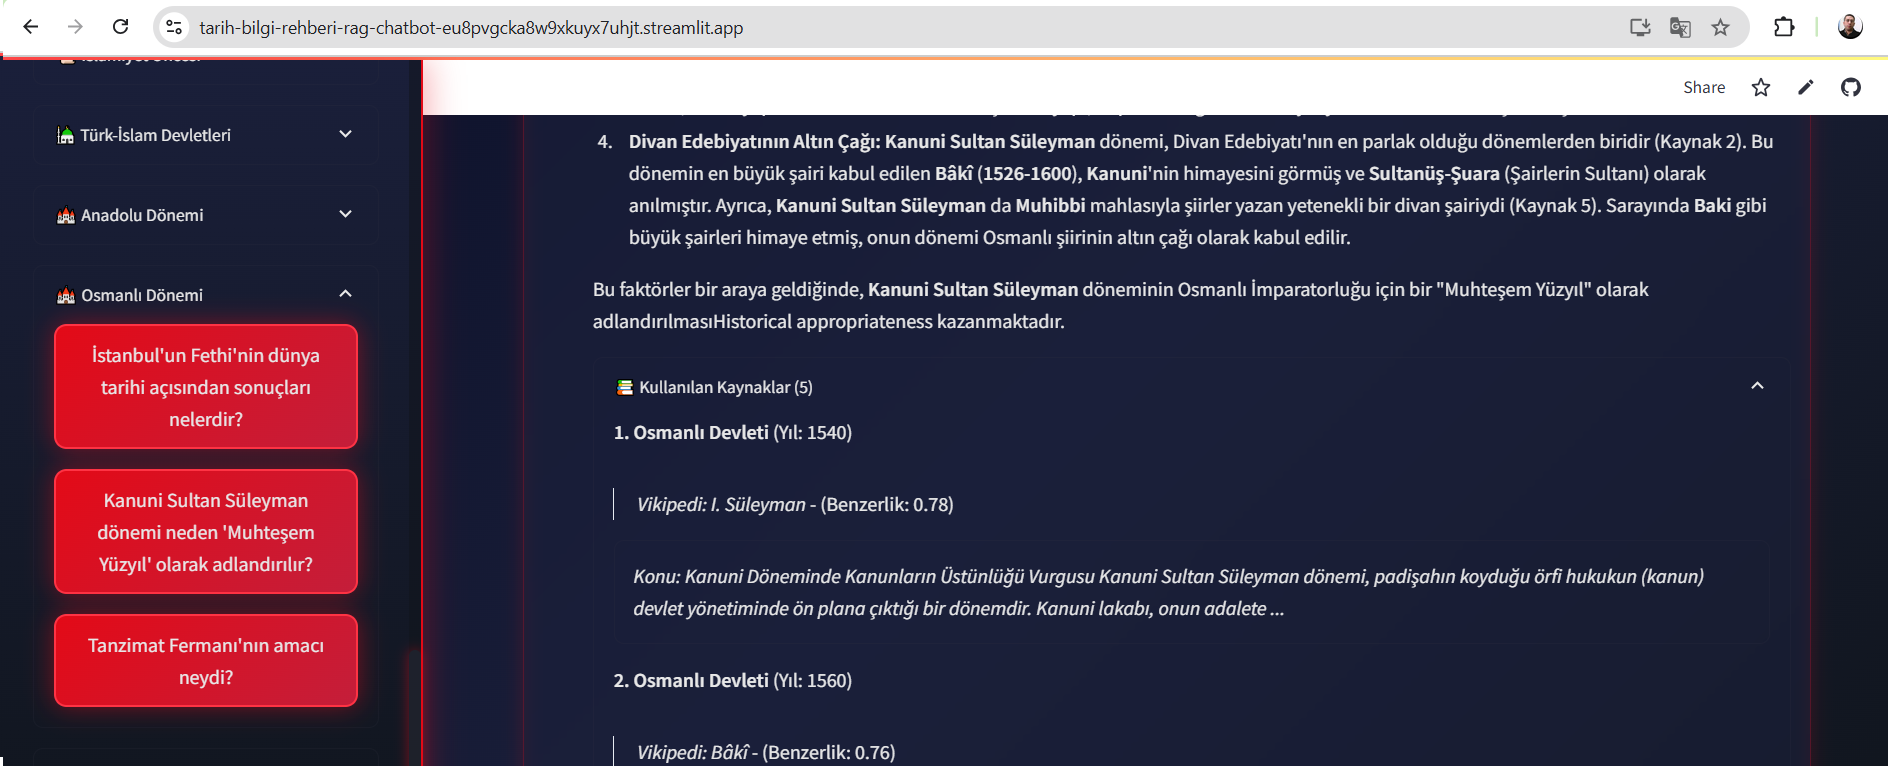 tarih-bilgi-rehberi-rag-chatbot-eu8pvgcka8w9xkuyx7uhjt.streamlit.app
Share
Türk-İslam Devletleri
Anadolu Dönemi
Osmanlı Dönemi
İstanbul'un Fethi'nin dünya
tarihi açısından sonuçları
nelerdir?
Kanuni Sultan Süleyman
dönemi neden 'Muhteşem
Yüzyıl' olarak adlandırılır?
Tanzimat Fermanı'nın amacı
neydi?
4. Divan Edebiyatının Altın Çağı: Kanuni Sultan Süleyman dönemi, Divan Edebiyatı'nın en parlak olduğu dönemlerden biridir (Kaynak 2). Bu
dönemin en büyük şairi kabul edilen Bâkî (1526-1600), Kanuni'nin himayesini görmüş ve Sultanüş-Şuara (Şairlerin Sultanı) olarak
anılmıştır. Ayrıca, Kanuni Sultan Süleyman da Muhibbi mahlasıyla şiirler yazan yetenekli bir divan şairiydi (Kaynak 5). Sarayında Baki gibi
büyük şairleri himaye etmiş, onun dönemi Osmanlı şiirinin altın çağı olarak kabul edilir.
Bu faktörler bir araya geldiğinde, Kanuni Sultan Süleyman döneminin Osmanlı İmparatorluğu için bir "Muhteşem Yüzyıl" olarak
adlandırılmasıHistorical appropriateness kazanmaktadır.
Kullanılan Kaynaklar (5)
1. Osmanlı Devleti (Yıl: 1540)
Vikipedi: I. Süleyman - (Benzerlik: 0.78)
Konu: Kanuni Döneminde Kanunların Üstünlüğü Vurgusu Kanuni Sultan Süleyman dönemi, padişahın koyduğu örfi hukukun (kanun)
devlet yönetiminde ön plana çıktığı bir dönemdir. Kanuni lakabı, onun adalete ...
2. Osmanlı Devleti (Yıl: 1560)
Vikipedi: Bâkî - (Benzerlik: 0.76)